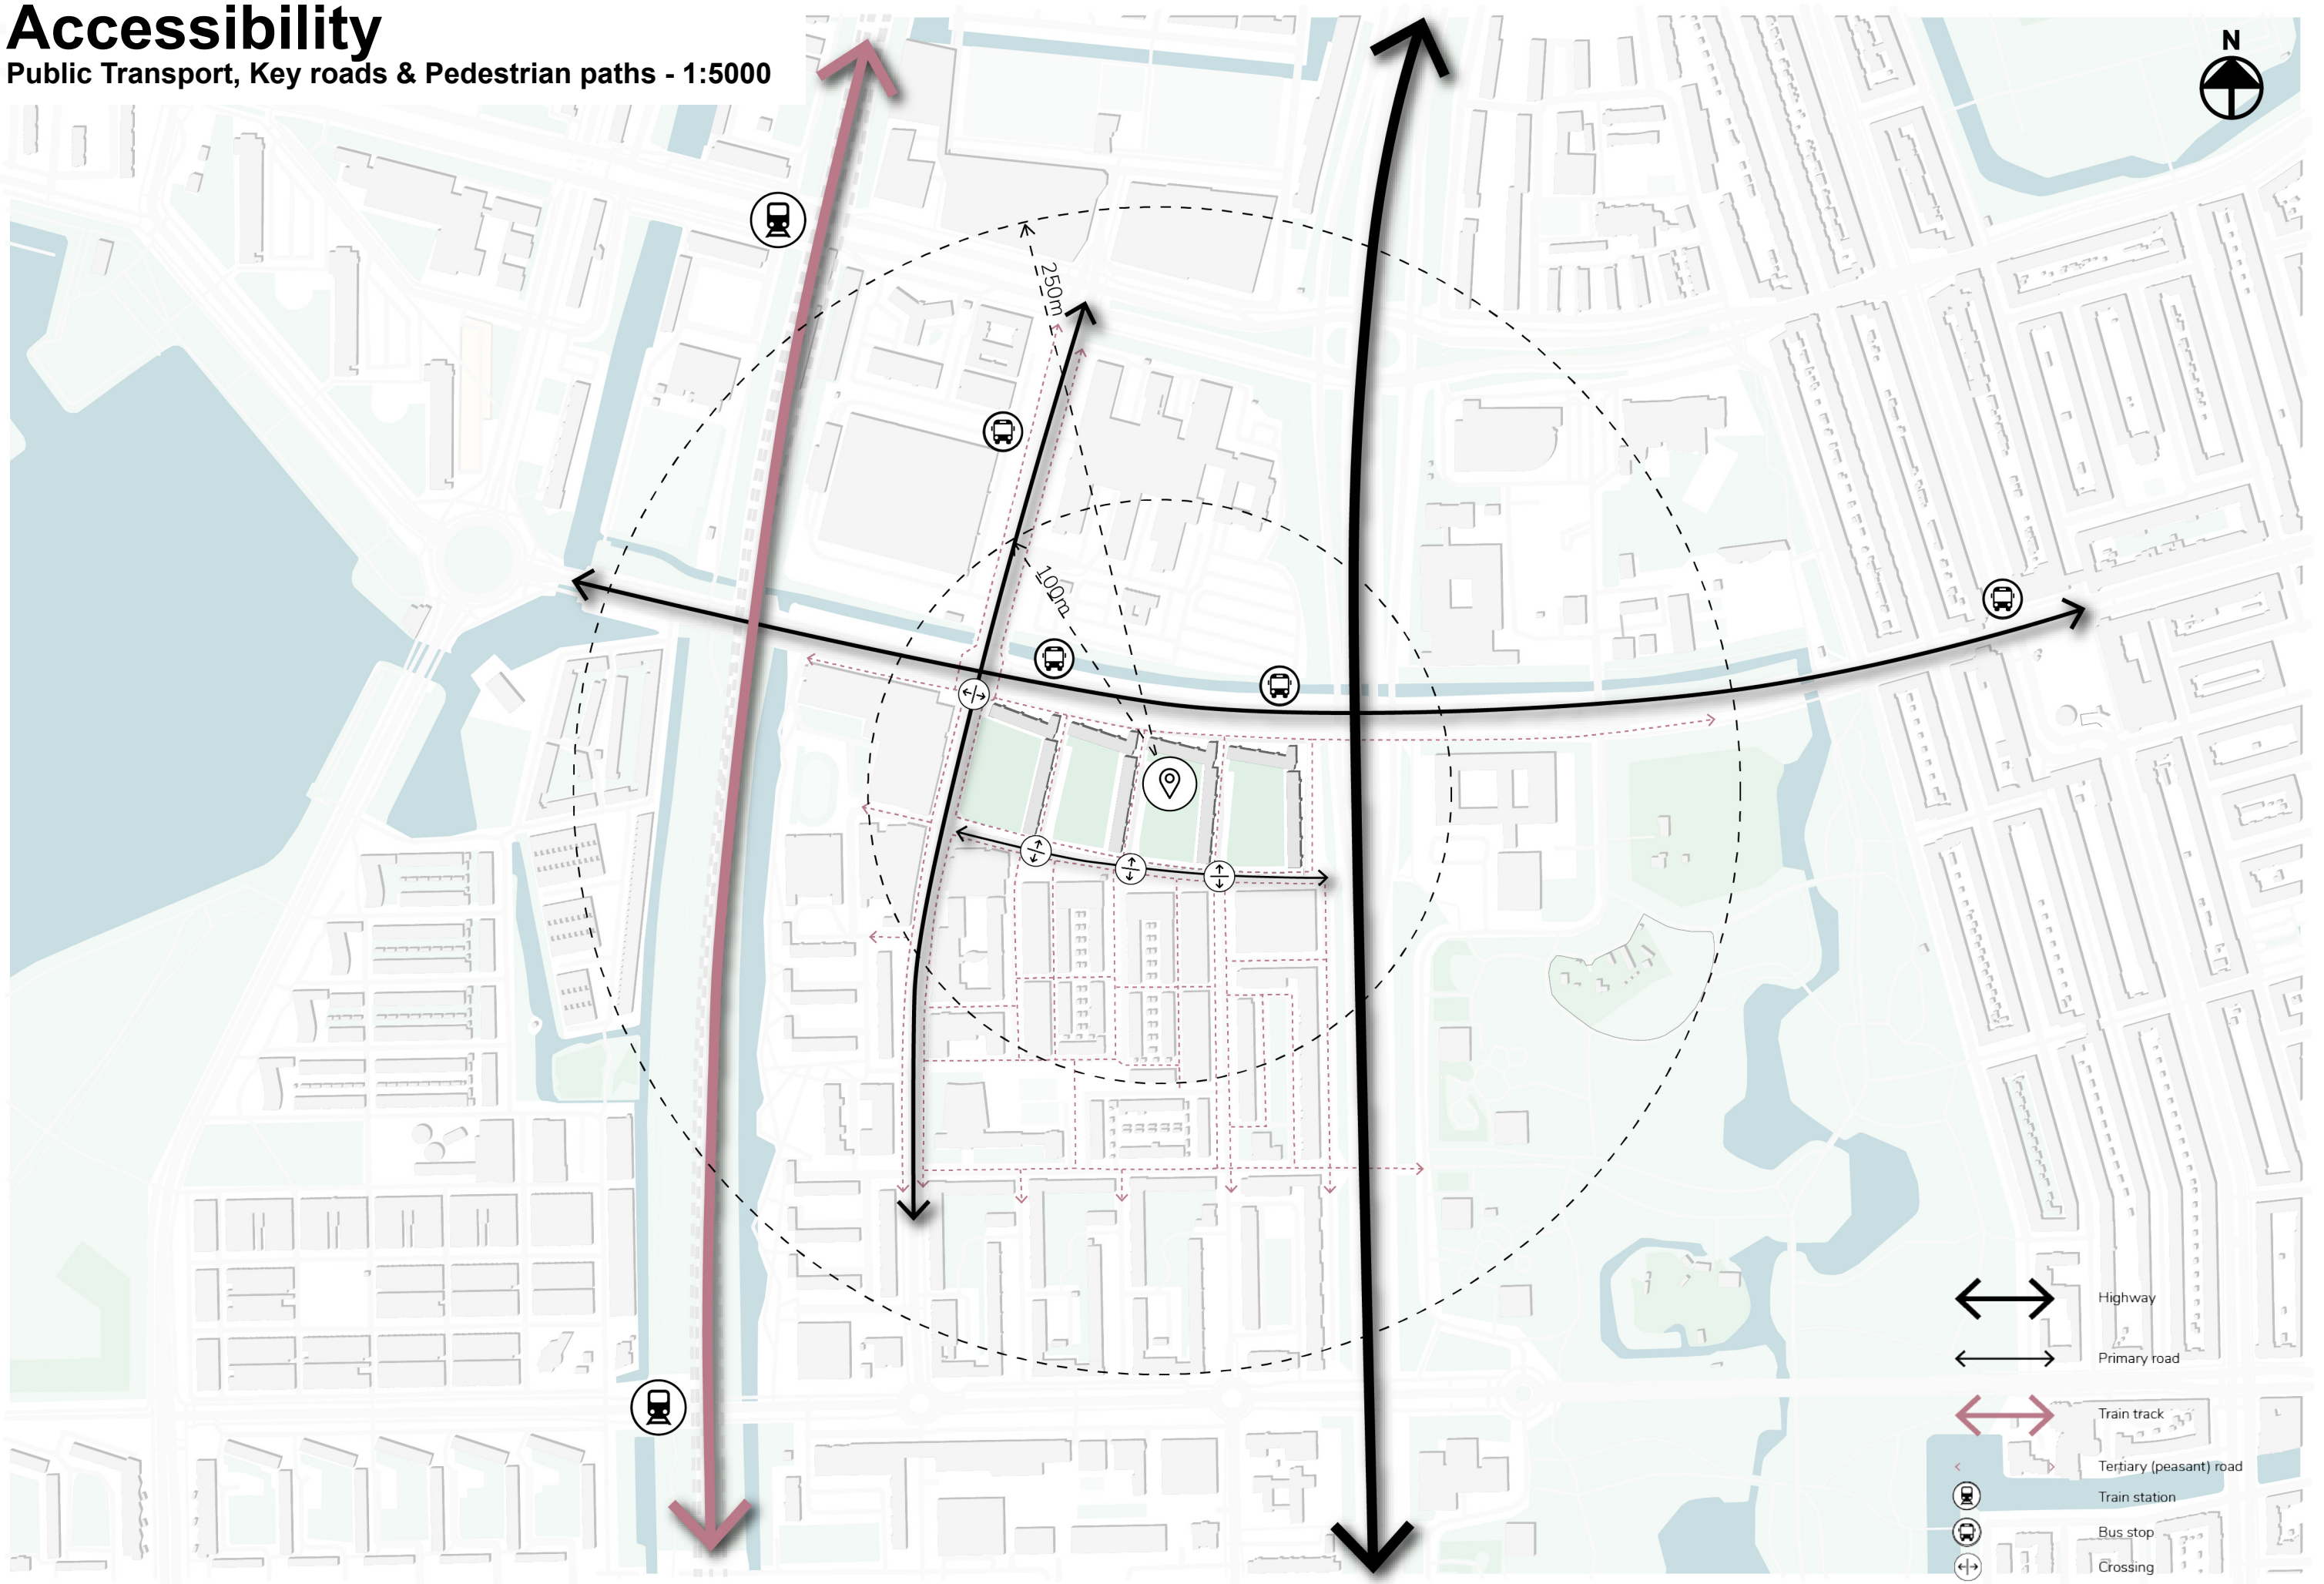 Accessibility
Public Transport, Key roads & Pedestrian paths - 1:5000
N
250m
100m
Highway
Primary road
Train track
Tertiary (peasant) road
Train station
Bus stop
Crossing